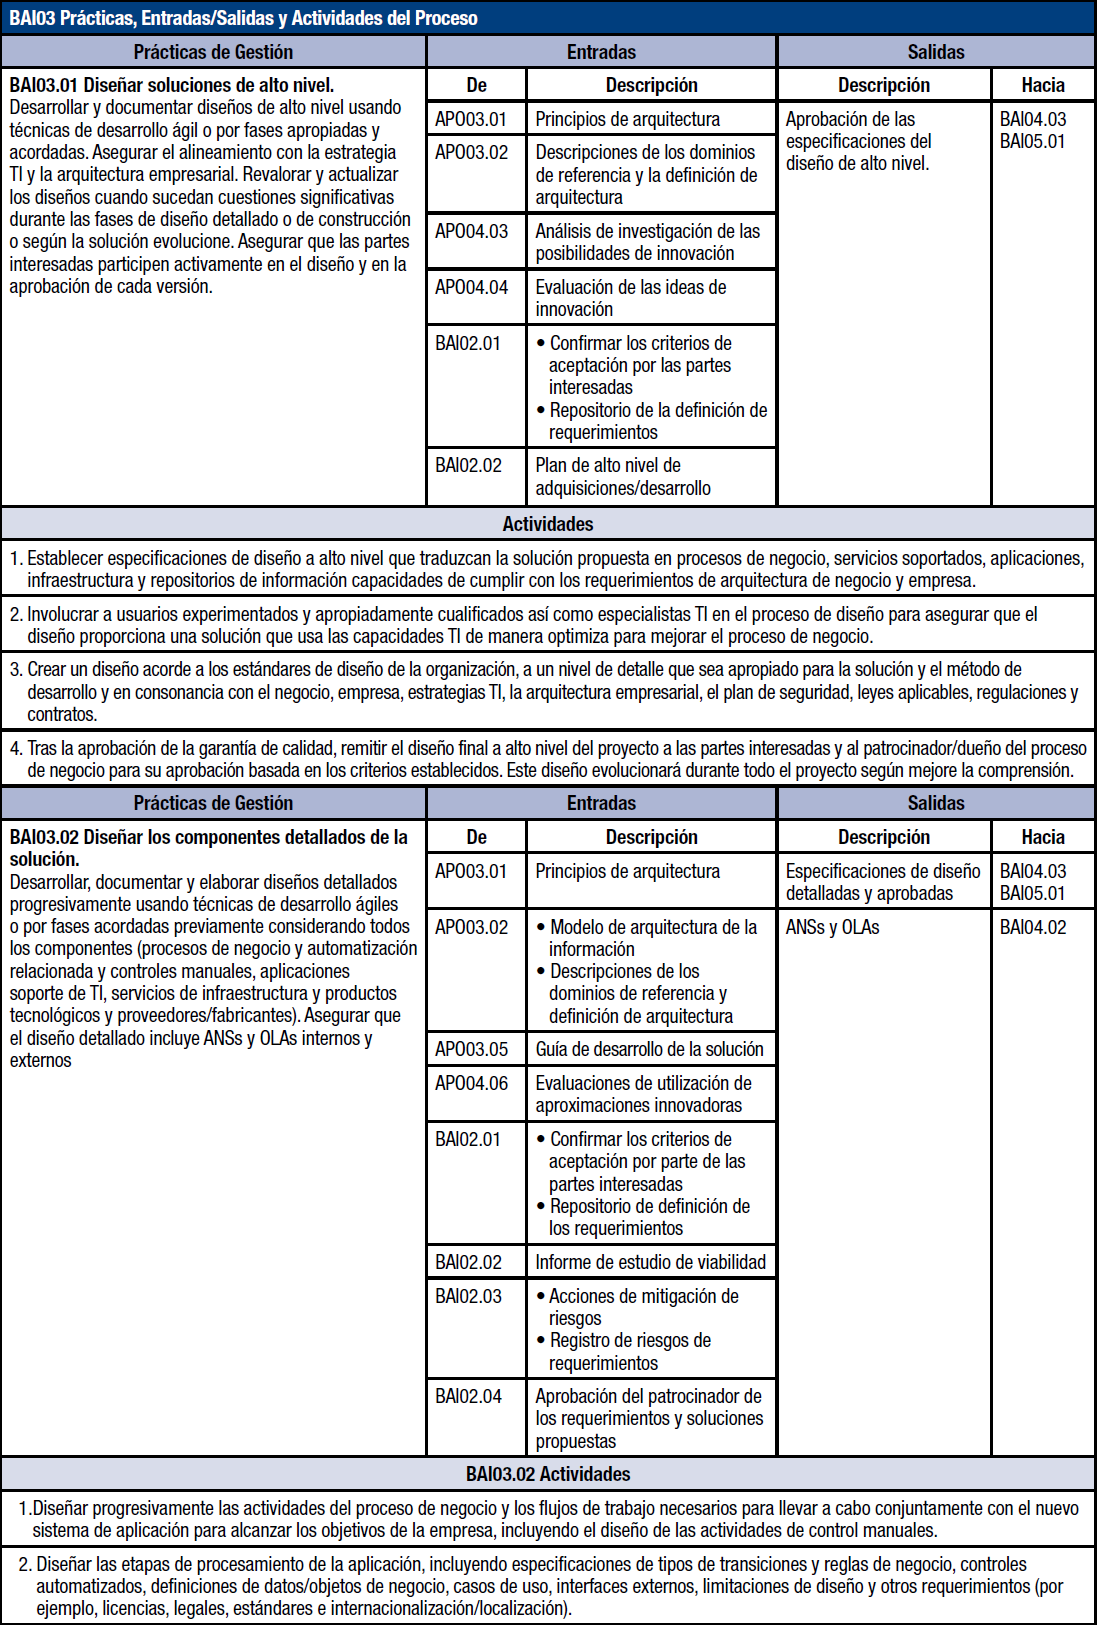 BAI03 Prácticas, Entradas/Salidas y Actividades del Proceso
Prácticas de Gestión
Entradas
Salidas
BAI03.01 Diseñar soluciones de alto nivel.
Desarrollar y documentar diseños de alto nivel usando
técnicas de desarrollo ágil o por fases apropiadas y
acordadas. Asegurar el alineamiento con la estrategia
TI y la arquitectura empresarial. Revalorar y actualizar
los diseños cuando sucedan cuestiones significativas
durante las fases de diseño detallado o de construcción
o según la solución evolucione. Asegurar que las partes
interesadas participen activamente en el diseño y en la
aprobación de cada versión.
De
Descripción
Descripción
Hacia
APO03.01
Principios de arquitectura
APO03.02
Descripciones de los dominios
de referencia y la definición de
arquitectura
APO04.03
Análisis de investigación de las
posibilidades de innovación
APO04.04
Evaluación de las ideas de
innovación
BAI02.01
• Confirmar los criterios de
aceptación por las partes
interesadas
• Repositorio de la definición de
requerimientos
BAI02.02
Plan de alto nivel de
adquisiciones/desarrollo
Aprobación de las
especificaciones del
diseño de alto nivel.
BAI04.03
BAI05.01
Actividades
1. Establecer especificaciones de diseño a alto nivel que traduzcan la solución propuesta en procesos de negocio, servicios soportados, aplicaciones,
infraestructura y repositorios de información capacidades de cumplir con los requerimientos de arquitectura de negocio y empresa.
2. Involucrar a usuarios experimentados y apropiadamente cualificados así como especialistas TI en el proceso de diseño para asegurar que el
diseño proporciona una solución que usa las capacidades TI de manera optimiza para mejorar el proceso de negocio.
3. Crear un diseño acorde a los estándares de diseño de la organización, a un nivel de detalle que sea apropiado para la solución y el método de
desarrollo y en consonancia con el negocio, empresa, estrategias TI, la arquitectura empresarial, el plan de seguridad, leyes aplicables, regulaciones y
contratos.
4. Tras la aprobación de la garantía de calidad, remitir el diseño final a alto nivel del proyecto a las partes interesadas y al patrocinador/dueño del proceso
de negocio para su aprobación basada en los criterios establecidos. Este diseño evolucionará durante todo el proyecto según mejore la comprensión.
Prácticas de Gestión
Entradas
Salidas
BAI03.02 Diseñar los componentes detallados de la
solución.
Desarrollar, documentar y elaborar diseños detallados
progresivamente usando técnicas de desarrollo ágiles
o por fases acordadas previamente considerando todos
los componentes (procesos de negocio y automatización
relacionada y controles manuales, aplicaciones
soporte de TI, servicios de infraestructura y productos
tecnológicos y proveedores/fabricantes). Asegurar que
el diseño detallado incluye ANSs y OLAs internos y
externos
De
Descripción
Descripción
Hacia
APO03.01
Principios de arquitectura
APO03.02
• Modelo de arquitectura de la
información
• Descripciones de los
dominios de referencia y
definición de arquitectura
APO03.05
Guía de desarrollo de la solución
APO04.06
Evaluaciones de utilización de
aproximaciones innovadoras
BAI02.01
• Confirmar los criterios de
aceptación por parte de las
partes interesadas
• Repositorio de definición de
los requerimientos
BAI02.02
Informe de estudio de viabilidad
BAI02.03
• Acciones de mitigación de
riesgos
• Registro de riesgos de
requerimientos
BAI02.04
Aprobación del patrocinador de
los requerimientos y soluciones
propuestas
Especificaciones de diseño
detalladas y aprobadas
BAI04.03
BAI05.01
ANSs y OLAs
BAI04.02
BAI03.02 Actividades
1.Diseñar progresivamente las actividades del proceso de negocio y los flujos de trabajo necesarios para llevar a cabo conjuntamente con el nuevo
sistema de aplicación para alcanzar los objetivos de la empresa, incluyendo el diseño de las actividades de control manuales.
2. Diseñar las etapas de procesamiento de la aplicación, incluyendo especificaciones de tipos de transiciones y reglas de negocio, controles
automatizados, definiciones de datos/objetos de negocio, casos de uso, interfaces externos, limitaciones de diseño y otros requerimientos (por
ejemplo, licencias, legales, estándares e internacionalización/localización).